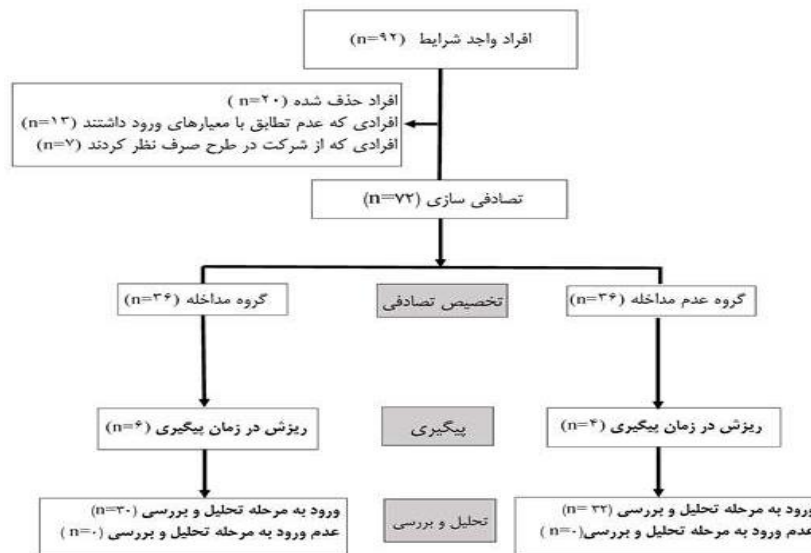 افراد واجد شرایط (n=۹۲)
افراد حذف شده (n=۲۰ )
افرادی که عدم تطابق با معیارهای ورود داشتند (n=۱۳)
افرادی که از شرکت در طرح صرف نظر کردند (n=۷)
تصادفی سازی (n=۷۲)
گروه عدم مداخله (n=۳۶)
تخصیص تصادفی
گروه مداخله (n=۳۶)
ریزش در زمان پیگیری (n=۴)
پیگیری
ریزش در زمان پیگیری (n=۶)
ورود به مرحله تحلیل و بررسی (n= ۳۲)
عدم ورود به مرحله تحلیل و بررسی(n=۰ )
تحلیل و بررسی
ورود به مرحله تحلیل و بررسی (n=۳۰)
عدم ورود به مرحله تحلیل و بررسی (n=۰ )